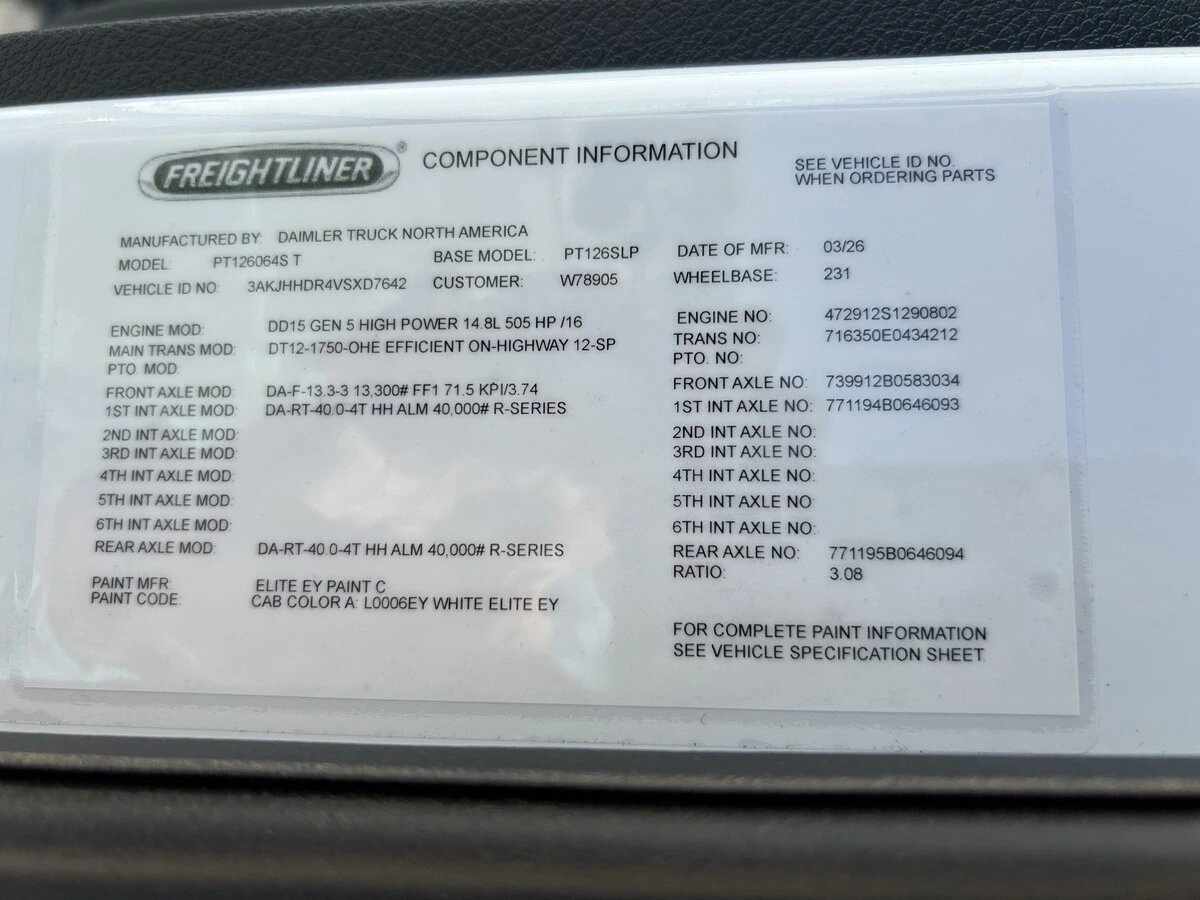 FREIGHTLINER® COMPONENT INFORMATION
SEE VEHICLE ID NO.
WHEN ORDERING PARTS
MANUFACTURED BY: DAIMLER TRUCK NORTH AMERICA
MODEL: PT126064S T BASE MODEL: PT126SLP DATE OF MFR: 03/26
VEHICLE ID NO: 3AKJHHDR4VSXD7642 CUSTOMER: W78905 WHEELBASE: 231
ENGINE MOD: DD15 GEN 5 HIGH POWER 14.8L 505 HP /16 ENGINE NO: 472912S1290802
MAIN TRANS MOD: DT12-1750-OHE EFFICIENT ON-HIGHWAY 12-SP TRANS NO: 716350E0434212
PTO. MOD: PTO. NO:
FRONT AXLE MOD: DA-F-13.3-3 13,300# FF1 71.5 KPI/3.74 FRONT AXLE NO: 739912B0583034
1ST INT AXLE MOD: DA-RT-40.0-4T HH ALM 40,000# R-SERIES 1ST INT AXLE NO: 771194B0646093
2ND INT AXLE MOD: 2ND INT AXLE NO:
3RD INT AXLE MOD: 3RD INT AXLE NO:
4TH INT AXLE MOD: 4TH INT AXLE NO:
5TH INT AXLE MOD: 5TH INT AXLE NO:
6TH INT AXLE MOD: 6TH INT AXLE NO:
REAR AXLE MOD: DA-RT-40.0-4T HH ALM 40,000# R-SERIES REAR AXLE NO: 771195B0646094
RATIO: 3.08
PAINT MFR: ELITE EY PAINT C
PAINT CODE: CAB COLOR A: L0006EY WHITE ELITE EY
FOR COMPLETE PAINT INFORMATION
SEE VEHICLE SPECIFICATION SHEET.